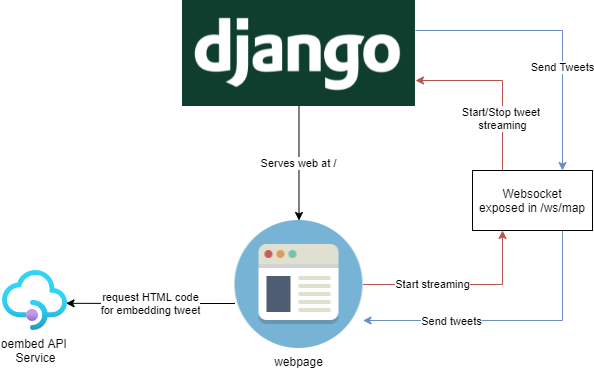 django
Send Tweets
Start/Stop tweet
streaming
Serves web at /
Websocket
exposed in /ws/map
Start streaming
request HTML code
for embedding tweet
Send tweets
oembed API
Service
webpage